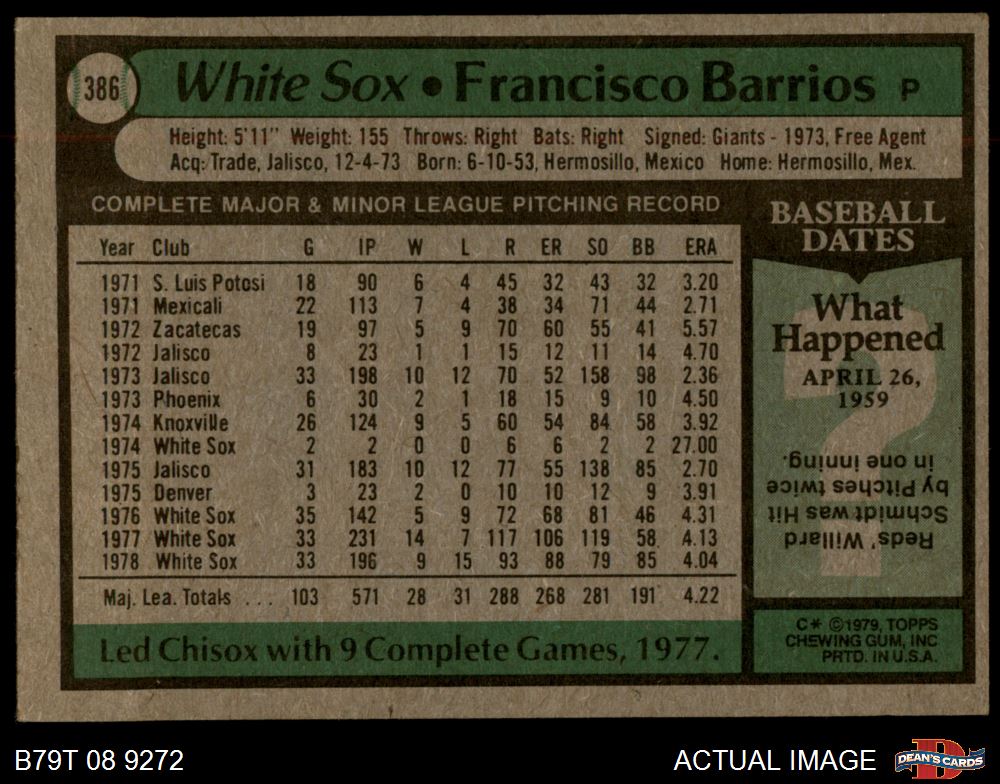 386 White Sox • Francisco Barrios P
Height: 5'11" Weight: 155 Throws: Right Bats: Right Signed: Giants - 1973, Free Agent
Acq: Trade, Jalisco, 12-4-73 Born: 6-10-53, Hermosillo, Mexico Home: Hermosillo, Mex.
COMPLETE MAJOR & MINOR LEAGUE PITCHING RECORD
Year Club G IP W L R ER SO BB ERA
1971 S. Luis Potosi 18 90 6 4 45 32 43 32 3.20
1971 Mexicali 22 113 7 4 38 34 71 44 2.71
1972 Zacatecas 19 97 5 9 70 60 55 41 5.57
1972 Jalisco 8 23 1 1 15 12 11 14 4.70
1973 Jalisco 33 198 10 12 70 52 158 98 2.36
1973 Phoenix 6 30 2 1 18 15 9 10 4.50
1974 Knoxville 26 124 9 5 60 54 84 58 3.92
1974 White Sox 2 2 0 0 6 6 2 2 27.00
1975 Jalisco 31 183 10 12 77 55 138 85 2.70
1975 Denver 3 23 2 0 10 10 12 9 3.91
1976 White Sox 35 142 5 9 72 68 81 46 4.31
1977 White Sox 33 231 14 7 117 106 119 58 4.13
1978 White Sox 33 196 9 15 93 88 79 85 4.04
Maj. Lea. Totals ... 103 571 28 31 288 268 281 191 4.22
Led Chisox with 9 Complete Games, 1977.
BASEBALL
DATES
What
Happened
APRIL 26,
1959
?
Reds' Willard
Schmidt was Hit
by Pitches twice
in one inning.
C* ©1979, TOPPS
CHEWING GUM, INC
PRTD. IN U.S.A.
B79T 08 9272
ACTUAL IMAGE
D
DEAN'S CARDS